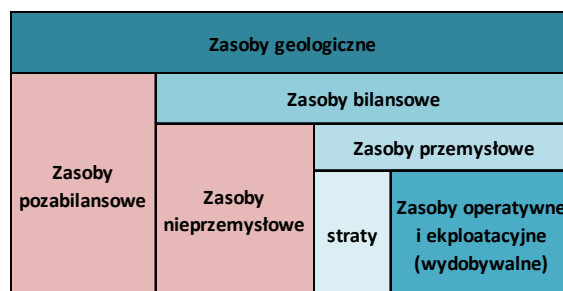 Zasoby geologiczne
Zasoby bilansowe
Zasoby
pozabilansowe
Zasoby
nieprzemysłowe
Zasoby przemysłowe
straty
Zasoby operatywne
i ekploatacyjne
(wydobywalne)